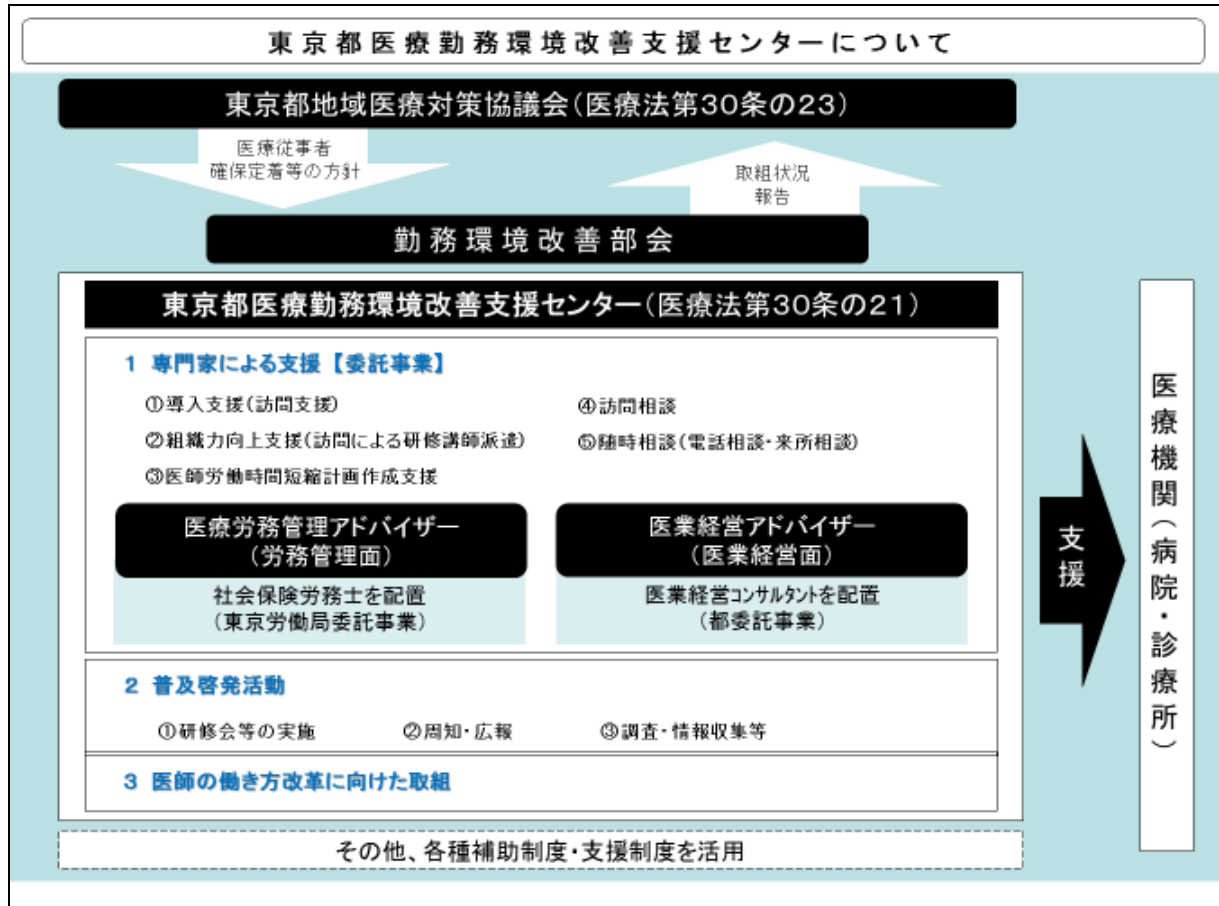 東京都医療勤務環境改善支援センターについて
東京都地域医療対策協議会(医療法第30条の23)
医療従事者
確保定着等の方針
取組状況
報告
勤務環境改善部会
東京都医療勤務環境改善支援センター(医療法第30条の21)
1 専門家による支援【委託事業】
①導入支援(訪問支援)
②組織力向上支援(訪問による研修講師派遣)
③医師労働時間短縮計画作成支援
④訪問相談
⑤随時相談(電話相談・来所相談)
医療労務管理アドバイザー
(労務管理面)
社会保険労務士を配置
(東京労働局委託事業)
医業経営アドバイザー
(医業経営面)
医業経営コンサルタントを配置
(都委託事業)
2 普及啓発活動
①研修会等の実施 ②周知・広報 ③調査・情報収集等
3 医師の働き方改革に向けた取組
その他、各種補助制度・支援制度を活用
支援
医療機関(病院・診療所)